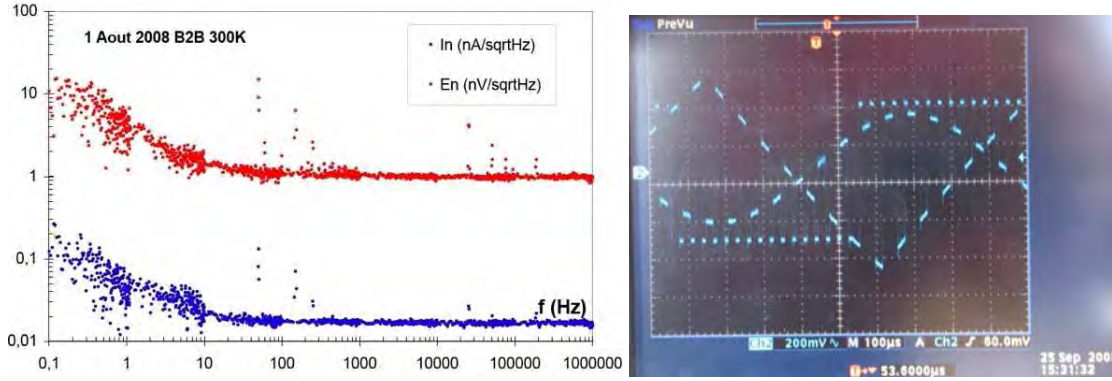 100
10
1
0,1
0,01
1 Aout 2008 B2B 300K
In (nA/sqrtHz)
En (nV/sqrtHz)
f (Hz)
0,1 1 10 100 1000 10000 100000 1000000
PreVu
200mV M 100µs A Ch2 60.0mV
53.6000µs
25 Sep 200
15:31:32